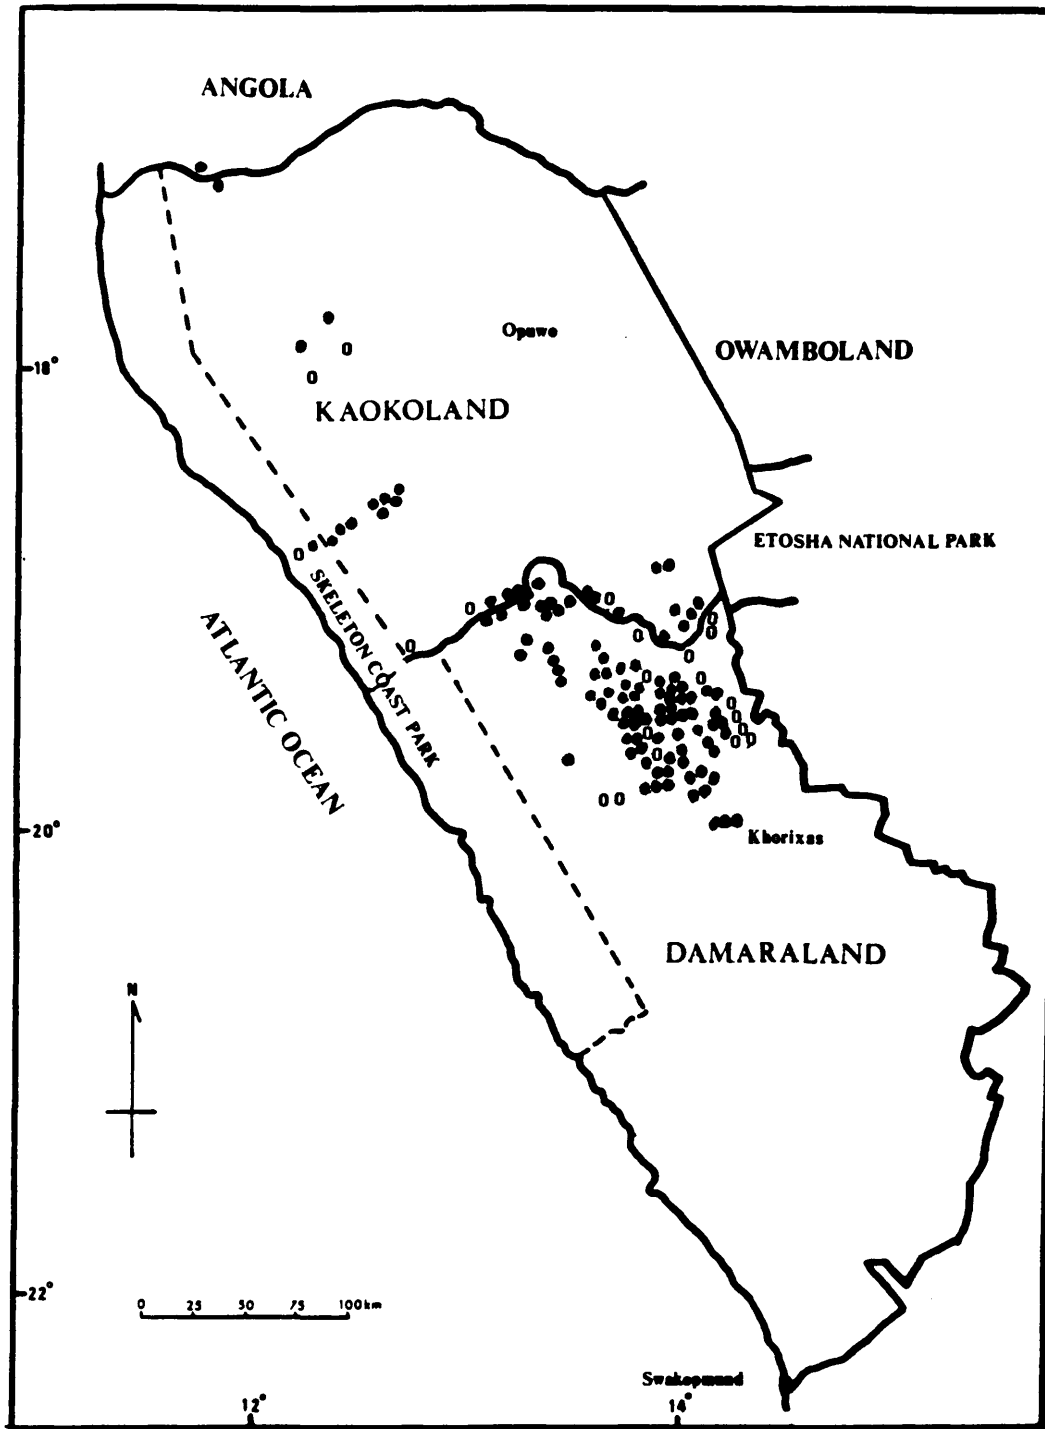 ANGOLA
Opuwo
OWAMBOLAND
18°
KAOKOLAND
ETOSHA NATIONAL PARK
SKELETON COAST PARK
ATLANTIC OCEAN
20°
Khorixas
DAMARALAND
N
22°
0 25 50 75 100km
Swakopmund
12° 14°